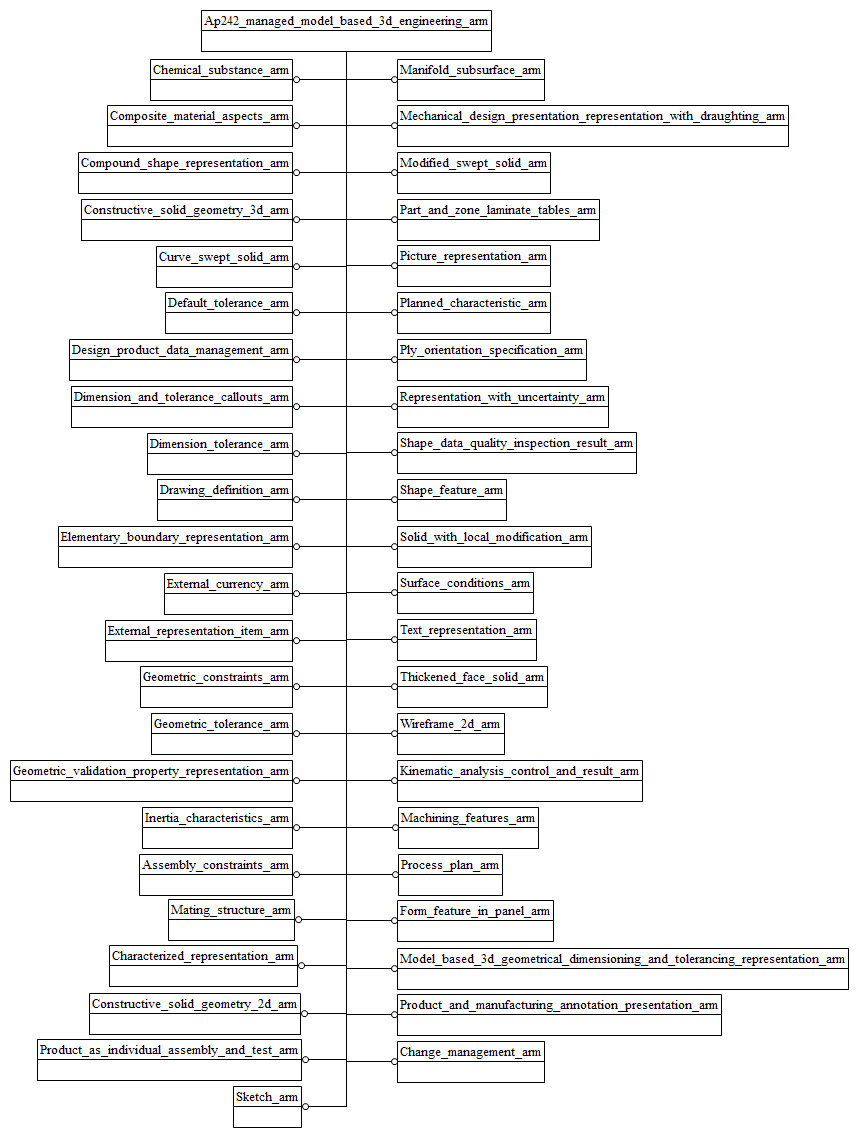 Ap242_managed_model_based_3d_engineering_arm
Chemical_substance_arm
Manifold_subsurface_arm
Composite_material_aspects_arm
Mechanical_design_presentation_representation_with_draughting_arm
Compound_shape_representation_arm
Modified_swept_solid_arm
Constructive_solid_geometry_3d_arm
Part_and_zone_laminate_tables_arm
Curve_swept_solid_arm
Picture_representation_arm
Default_tolerance_arm
Planned_characteristic_arm
Design_product_data_management_arm
Ply_orientation_specification_arm
Dimension_and_tolerance_callouts_arm
Representation_with_uncertainty_arm
Dimension_tolerance_arm
Shape_data_quality_inspection_result_arm
Drawing_definition_arm
Shape_feature_arm
Elementary_boundary_representation_arm
Solid_with_local_modification_arm
External_currency_arm
Surface_conditions_arm
External_representation_item_arm
Text_representation_arm
Geometric_constraints_arm
Thickened_face_solid_arm
Geometric_tolerance_arm
Wireframe_2d_arm
Geometric_validation_property_representation_arm
Kinematic_analysis_control_and_result_arm
Inertia_characteristics_arm
Machining_features_arm
Assembly_constraints_arm
Process_plan_arm
Mating_structure_arm
Form_feature_in_panel_arm
Characterized_representation_arm
Model_based_3d_geometrical_dimensioning_and_tolerancing_representation_arm
Constructive_solid_geometry_2d_arm
Product_and_manufacturing_annotation_presentation_arm
Product_as_individual_assembly_and_test_arm
Change_management_arm
Sketch_arm